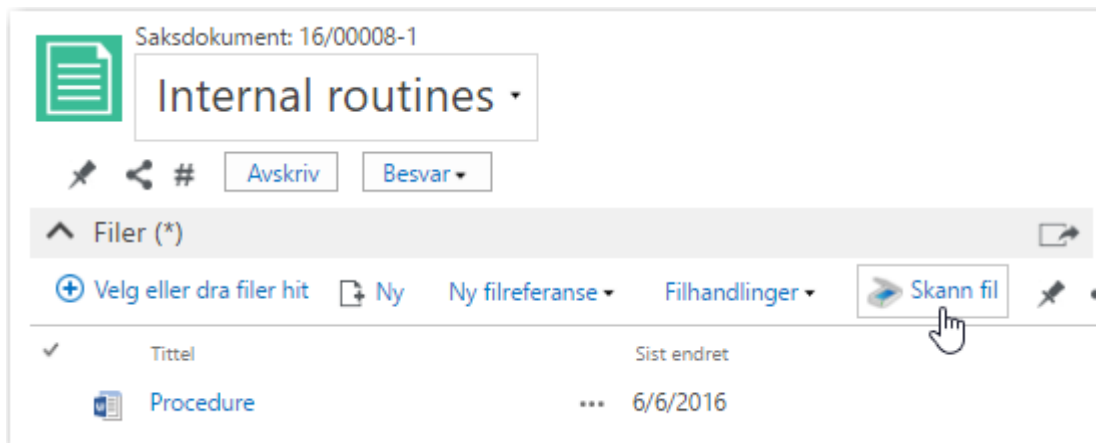 Saksdokument: 16/00008-1
Internal routines
# Avskriv Besvar
Filer (*)
Velg eller dra filer hit Ny Ny filreferanse Filhandlinger Skann fil
Tittel Sist endret
Procedure ... 6/6/2016